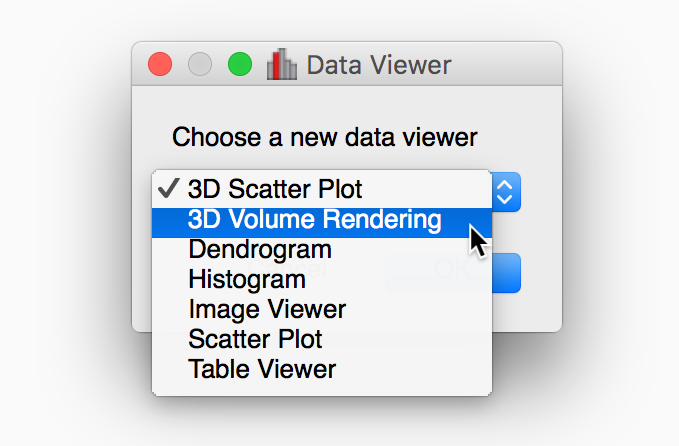 Data Viewer
Choose a new data viewer
✓ 3D Scatter Plot
3D Volume Rendering
Dendrogram
Histogram
Image Viewer
Scatter Plot
Table Viewer